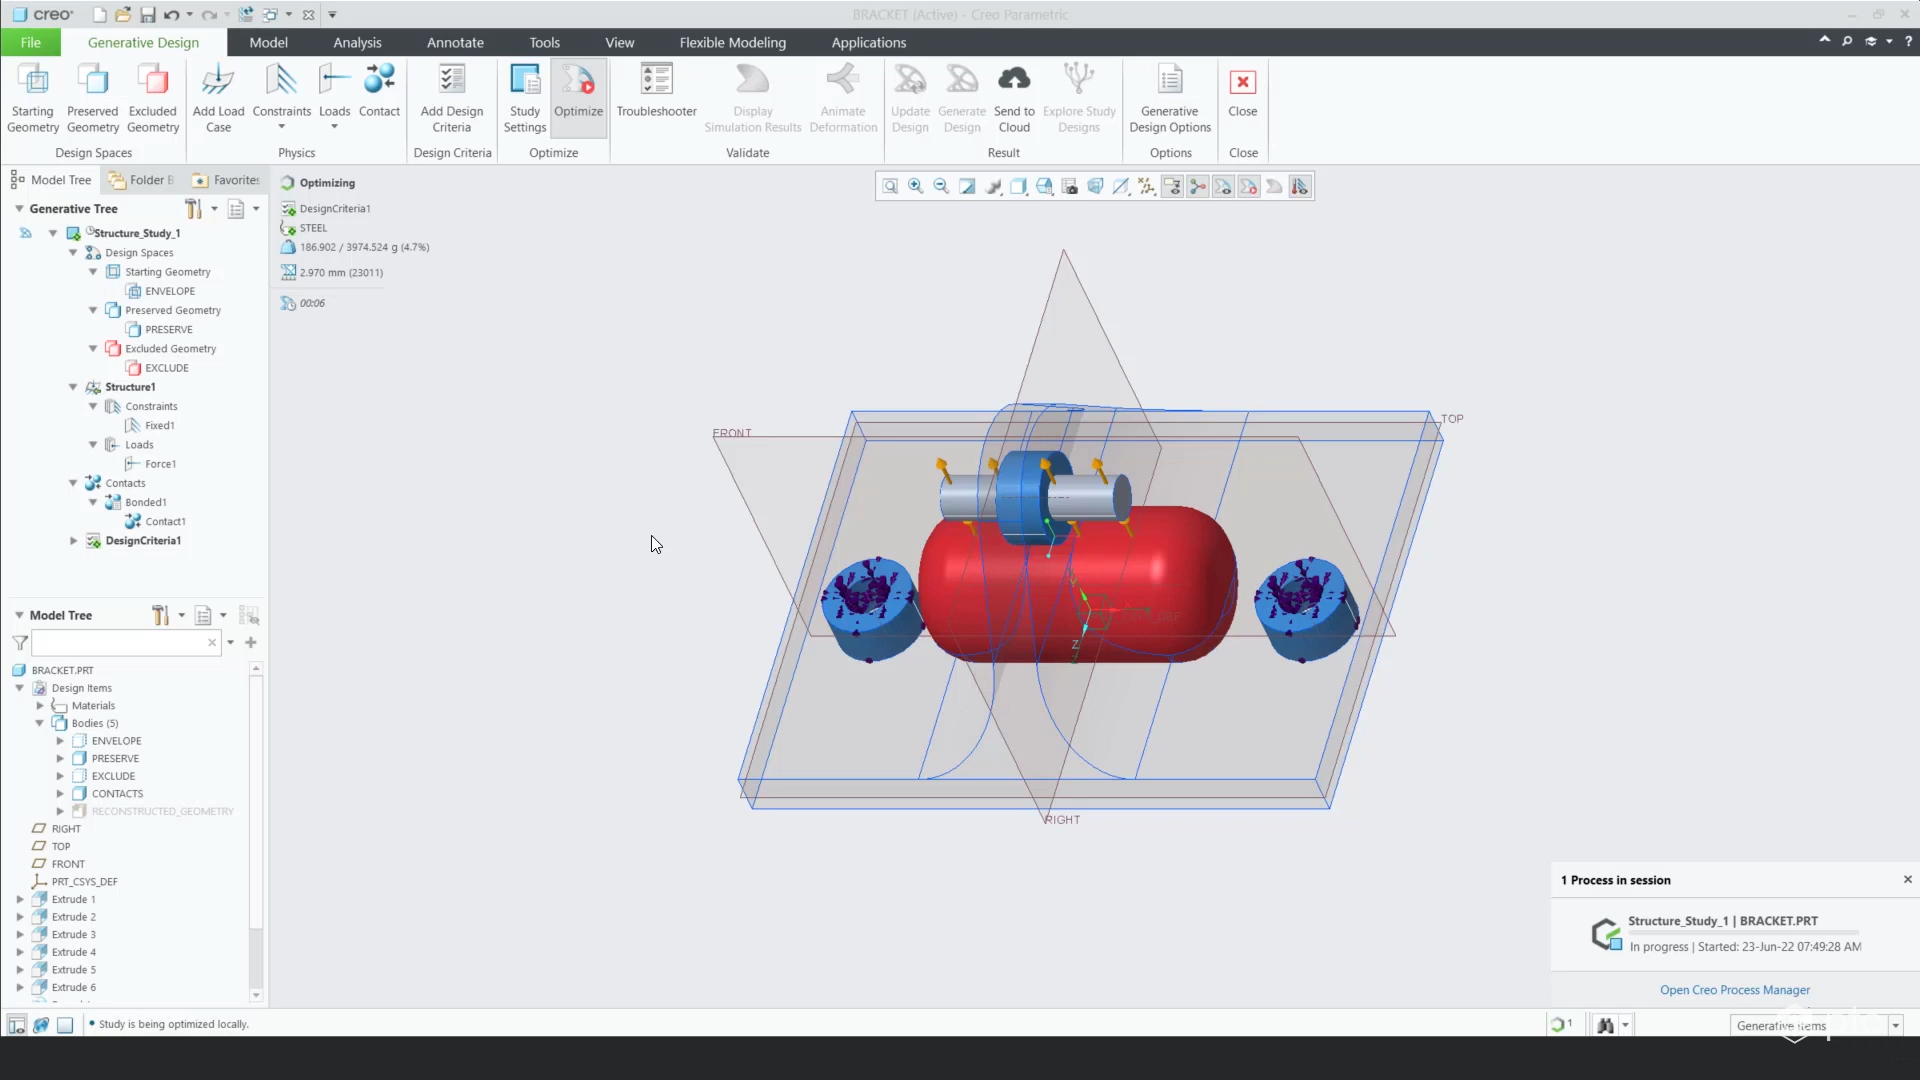 creo
BRACKET (Active) - Creo Parametric
File
Generative Design
Model
Analysis
Annotate
Tools
View
Flexible Modeling
Applications
?
Starting Geometry
Preserved Geometry
Excluded Geometry
Add Load Case
Constraints
Loads
Contact
Add Design Criteria
Study Settings
Optimize
Troubleshooter
Display Simulation Results
Animate Deformation
Update Design
Generate Design
Send to Cloud
Explore Study Designs
Generative Design Options
Close
Design Spaces
Physics
Design Criteria
Optimize
Validate
Result
Options
Close
Model Tree
Folder B
Favorites
Generative Tree
Structure_Study_1
Design Spaces
Starting Geometry
ENVELOPE
Preserved Geometry
PRESERVE
Excluded Geometry
EXCLUDE
Structure1
Constraints
Fixed1
Loads
Force1
Contacts
Bonded1
Contact1
DesignCriteria1
Optimizing
DesignCriteria1
STEEL
186.902 / 3974.524 g (4.7%)
2.970 mm (23011)
00:06
FRONT
TOP
RIGHT
Y
Z
Model Tree
BRACKET.PRT
Design Items
Materials
Bodies (5)
ENVELOPE
PRESERVE
EXCLUDE
CONTACTS
RECONSTRUCTED_GEOMETRY
RIGHT
TOP
FRONT
PRT_CSYS_DEF
Extrude 1
Extrude 2
Extrude 3
Extrude 4
Extrude 5
Extrude 6
1 Process in session
Structure_Study_1 | BRACKET.PRT
In progress | Started: 23-Jun-22 07:49:28 AM
Open Creo Process Manager
Study is being optimized locally.
1
Generative Items